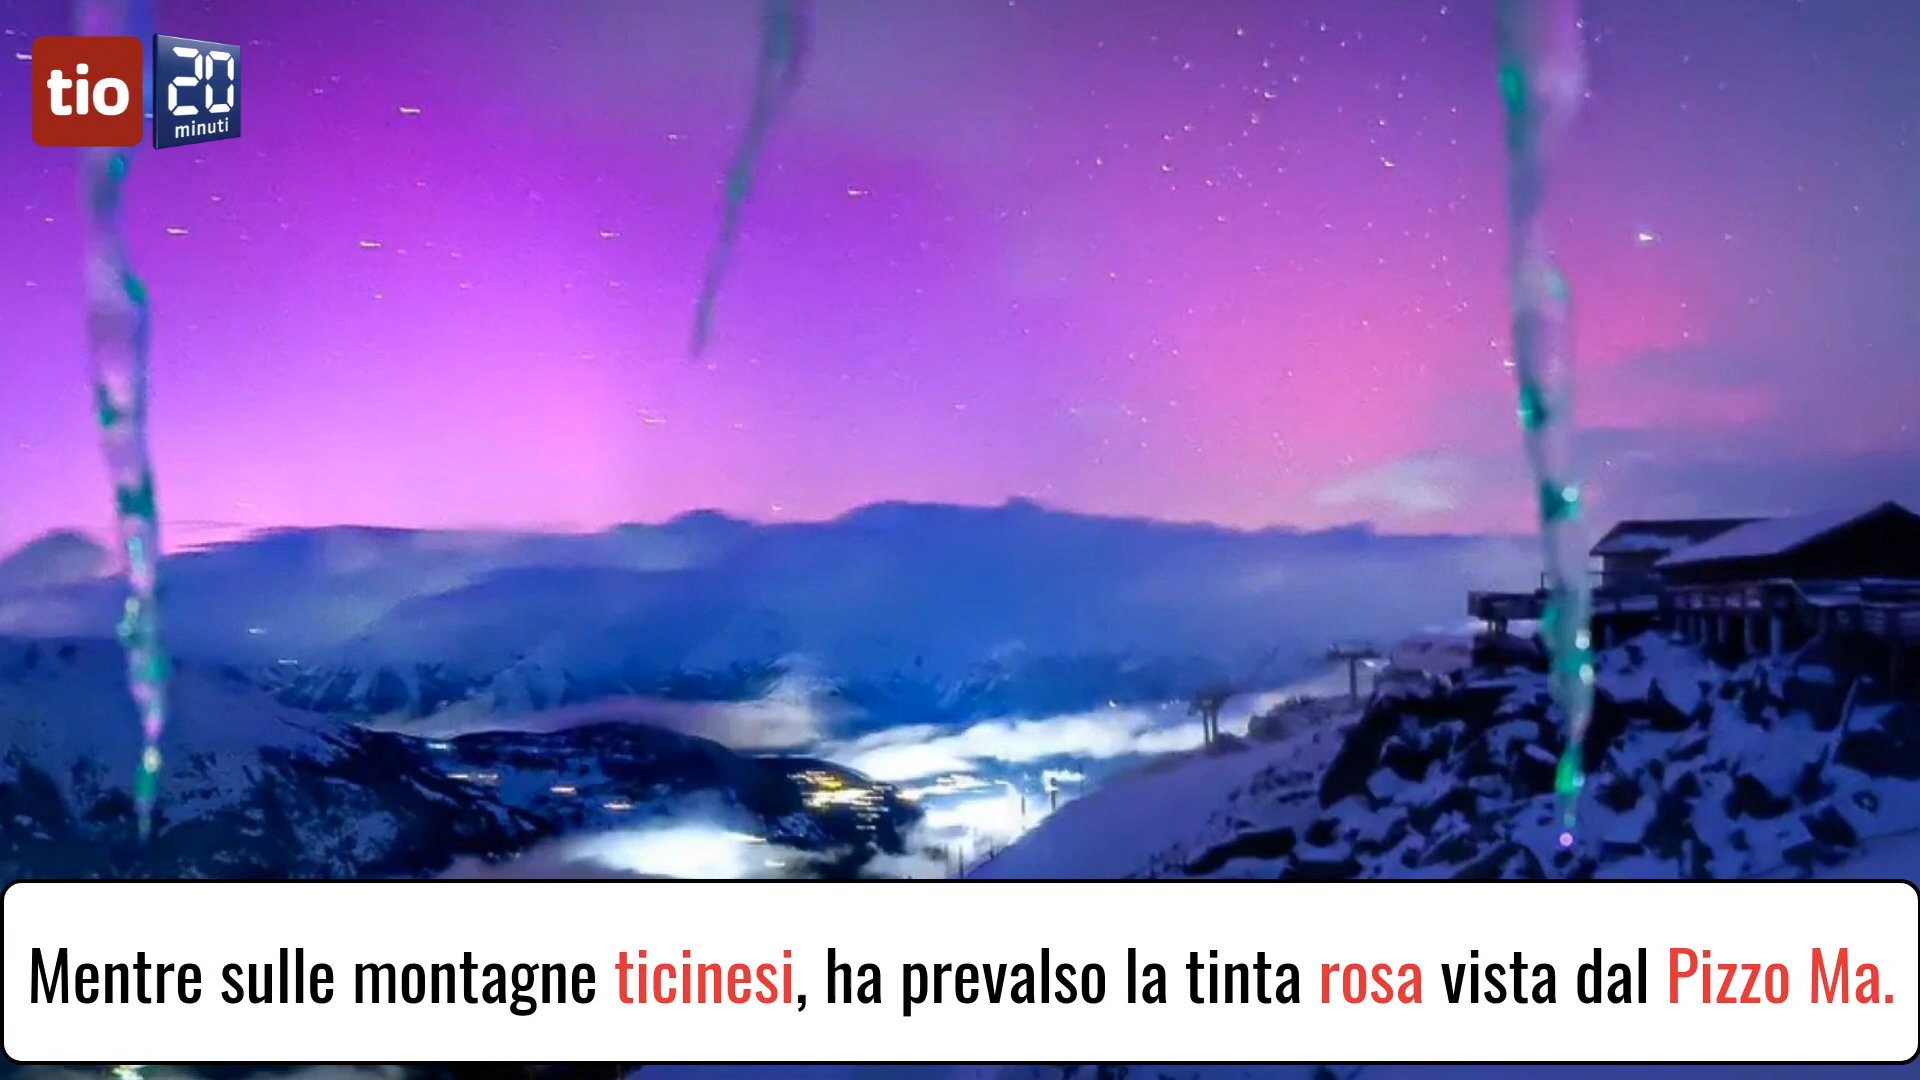 tio
20
minuti
Mentre sulle montagne ticinesi, ha prevalso la tinta rosa vista dal Pizzo Ma.